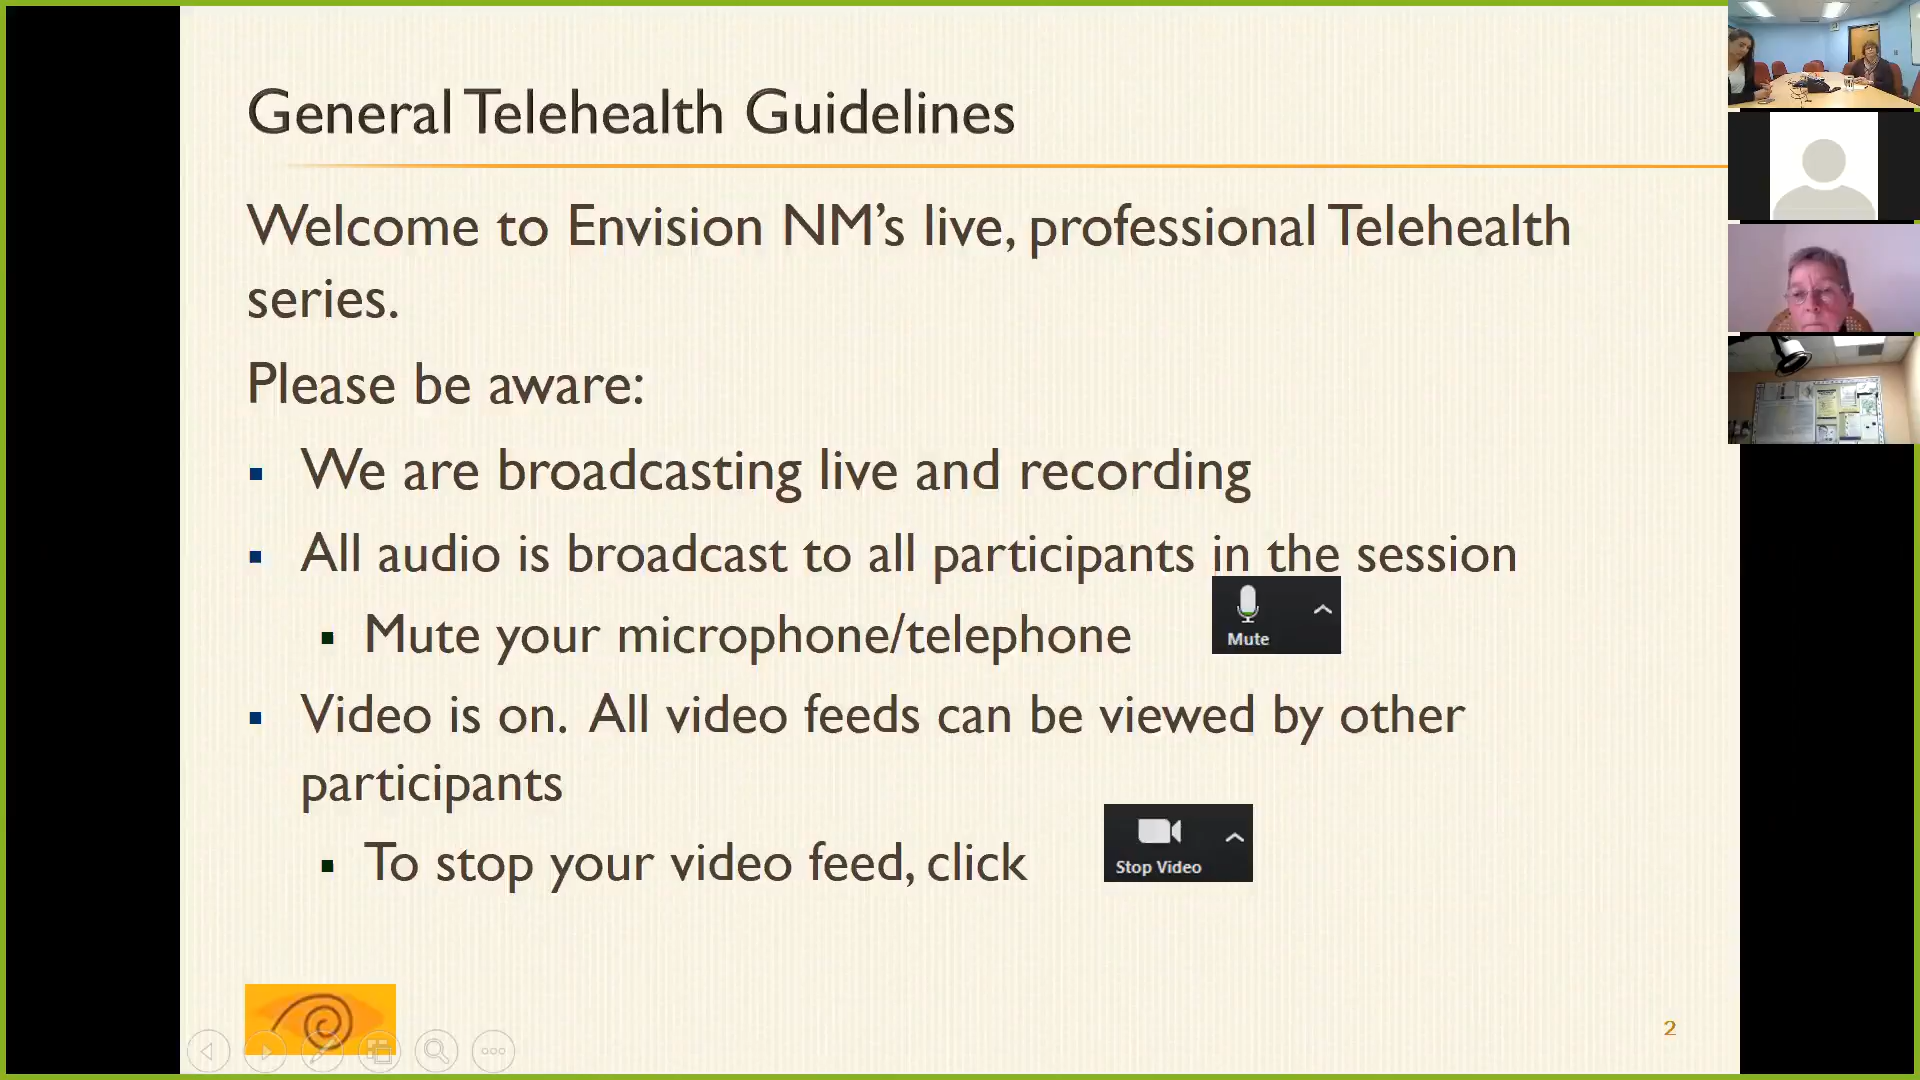 General Telehealth Guidelines
Welcome to Envision NM’s live, professional Telehealth
series.
Please be aware:
▪ We are broadcasting live and recording
▪ All audio is broadcast to all participants in the session
▪ Mute your microphone/telephone
Mute
▪ Video is on.  All video feeds can be viewed by other
participants
▪ To stop your video feed, click
Stop Video
2